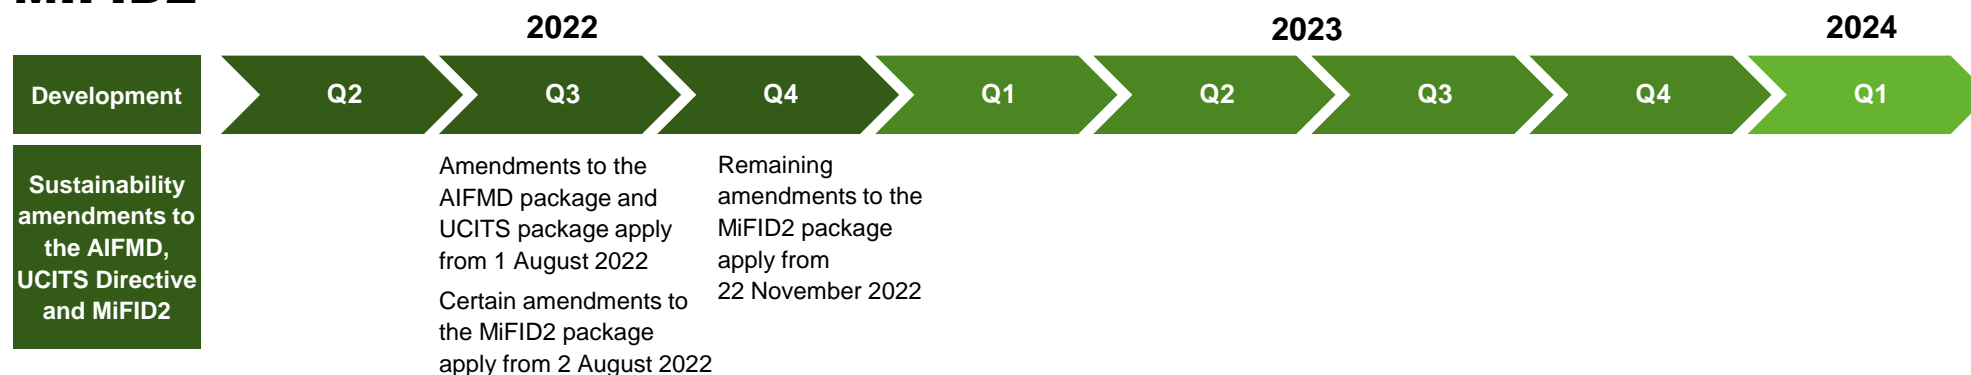 MiFID2
2022
2023
2024
Development
Q2
Q3
Q4
Q1
Q2
Q3
Q4
Q1
Sustainability
amendments to
the AIFMD,
UCITS Directive
and MiFID2
Amendments to the
AIFMD package and
UCITS package apply
from 1 August 2022
Certain amendments to
the MiFID2 package
apply from 2 August 2022
Remaining
amendments to the
MiFID2 package
apply from
22 November 2022